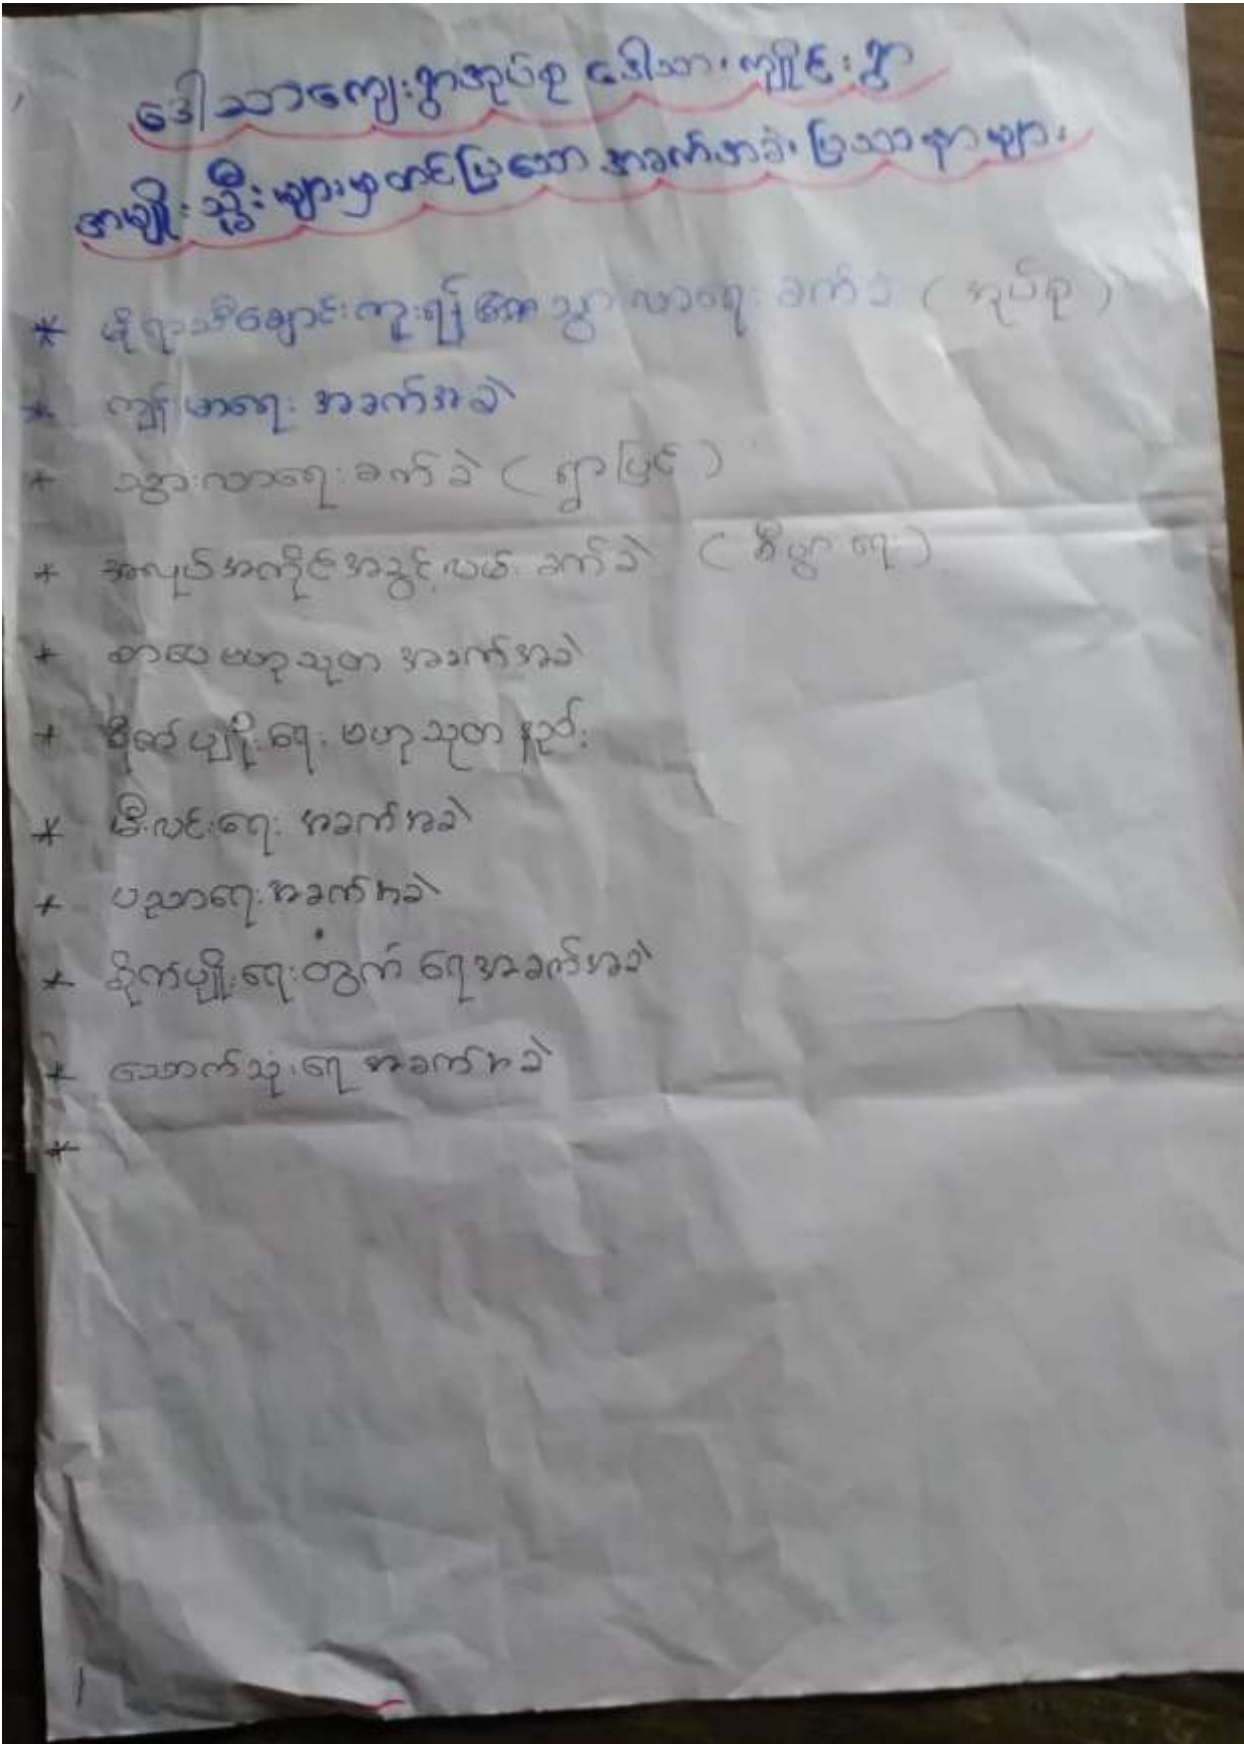 ဒေါသာကျေးရွာအုပ်စု ဒေါသာ ကျိုင်းရွာ
အမျိုးသမီးများမှတင်ပြသော အခက်အခဲ ပြဿနာများ
* မိုးရာသီချောင်းကူး၍ သွားလာရေး ခက်ခဲ ( အုပ်စု )
* ကျန်းမာရေး အခက်အခဲ
* သွားလာရေး ခက်ခဲ ( ရွာပြင် )
* အလုပ်အကိုင်အခွင့်လမ်း ခက်ခဲ ( စီးပွားရေး )
* စာပေဗဟုသုတ အခက်အခဲ
* စိုက်ပျိုးရေး ဗဟုသုတ နည်း
* မီးလင်းရေး အခက်အခဲ
* ပညာရေး အခက်အခဲ
* စိုက်ပျိုးရေးတွက် ရေအခက်အခဲ
* သောက်သုံးရေ အခက်အခဲ
*